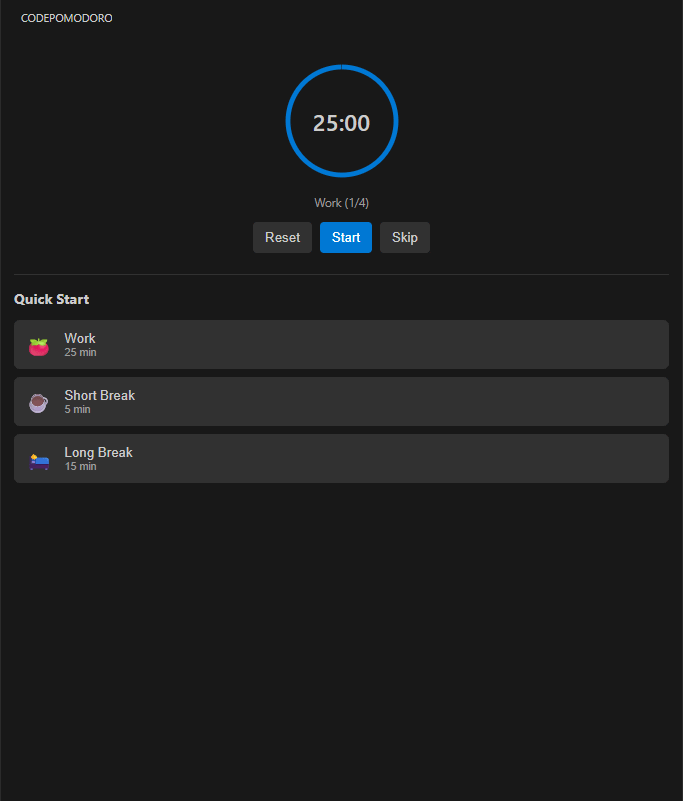 CODEPOMODORO
25:00
Work (1/4)
Reset Start Skip
Quick Start
Work
25 min
Short Break
5 min
Long Break
15 min